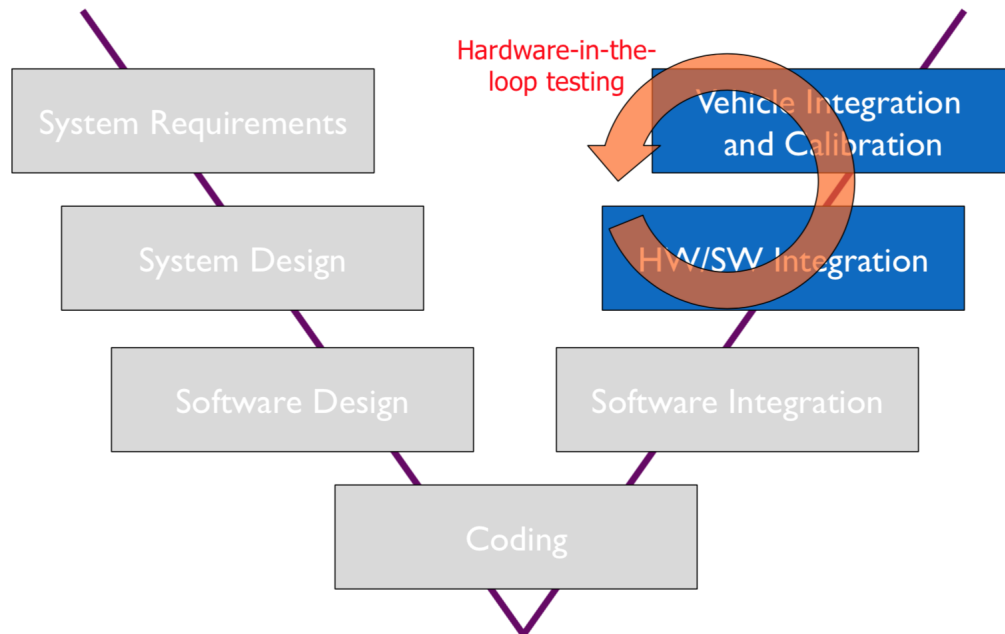 Hardware-in-the-
loop testing
System Requirements
Vehicle Integration
and Calibration
System Design
HW/SW Integration
Software Design
Software Integration
Coding